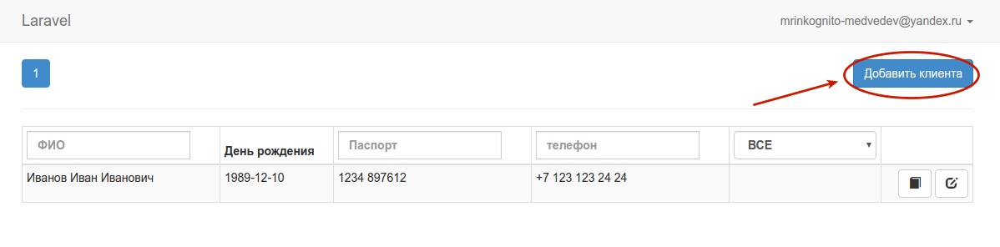 Laravel mrinkognito-medvedev@yandex.ru
1 Добавить клиента
ФИО День рождения Паспорт телефон ВСЕ
Иванов Иван Иванович 1989-12-10 1234 897612 +7 123 123 24 24